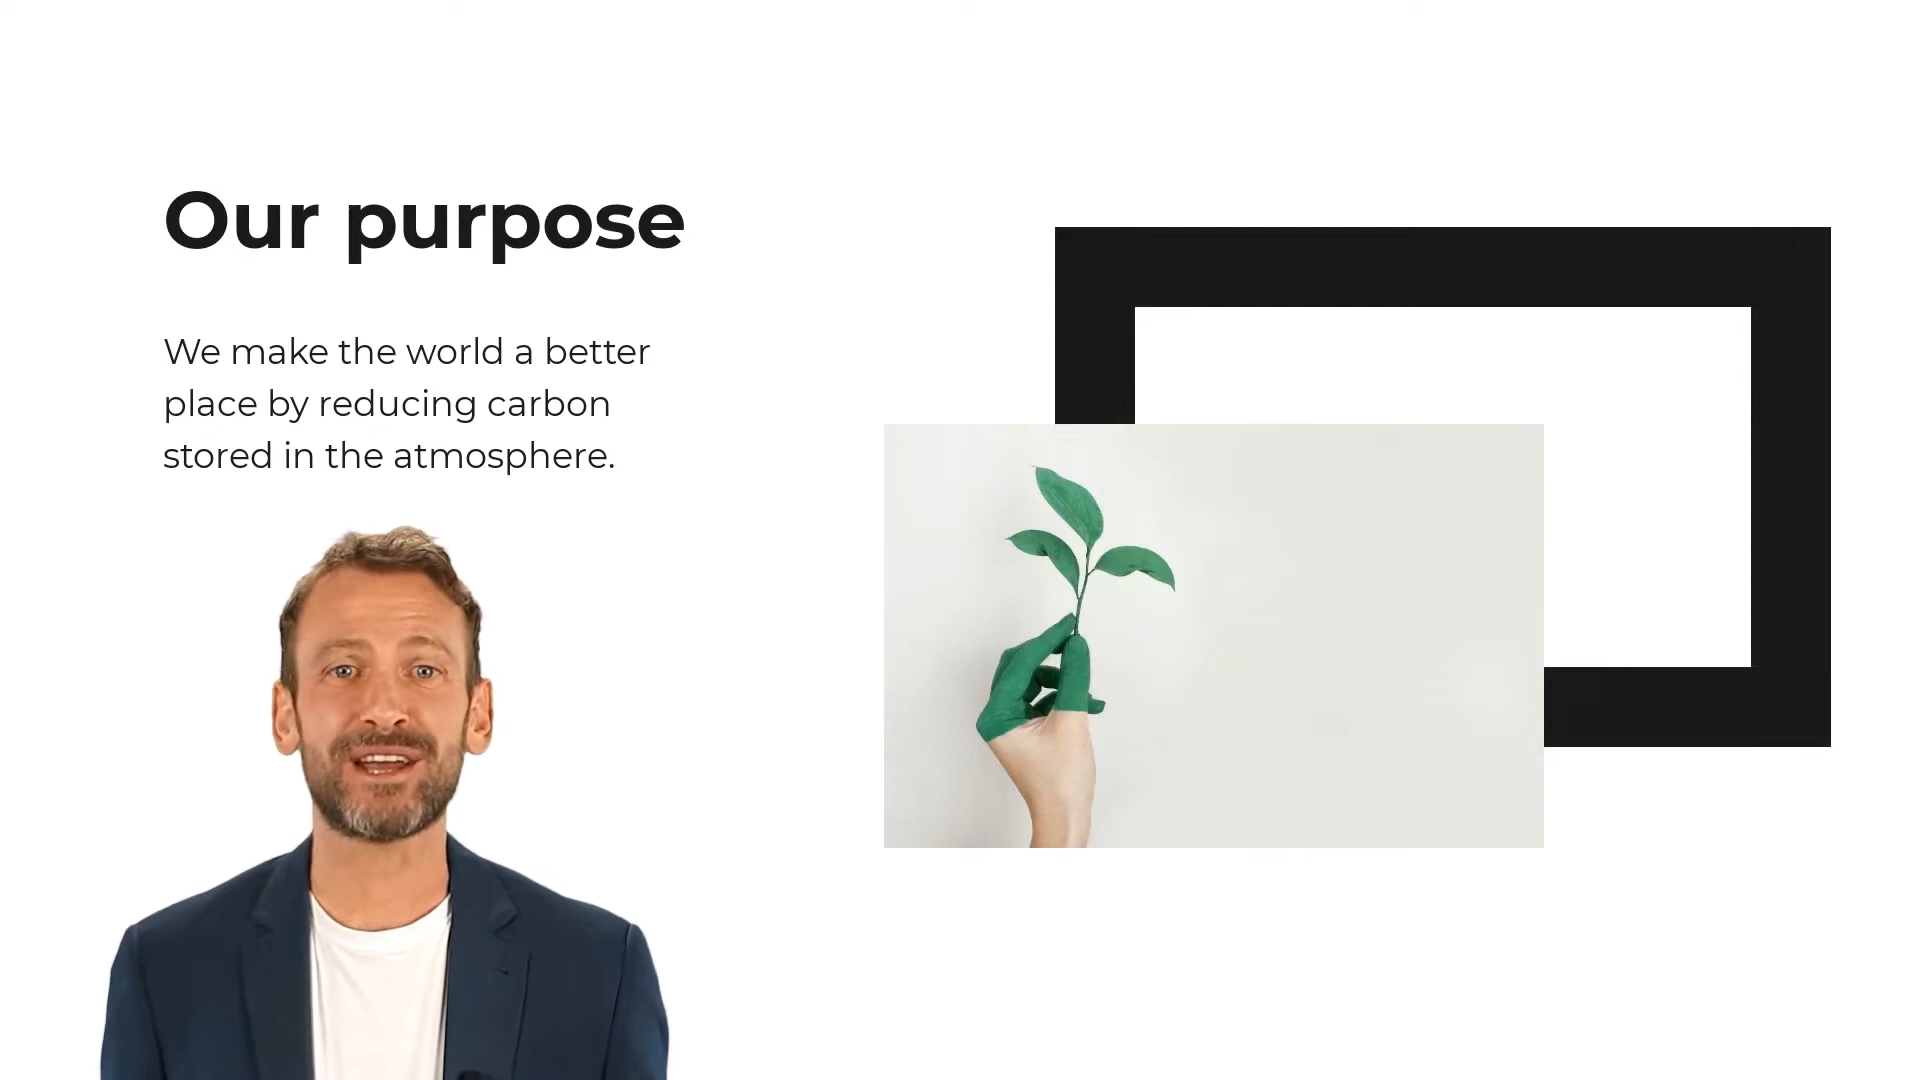 Our purpose
We make the world a better
place by reducing carbon
stored in the atmosphere.